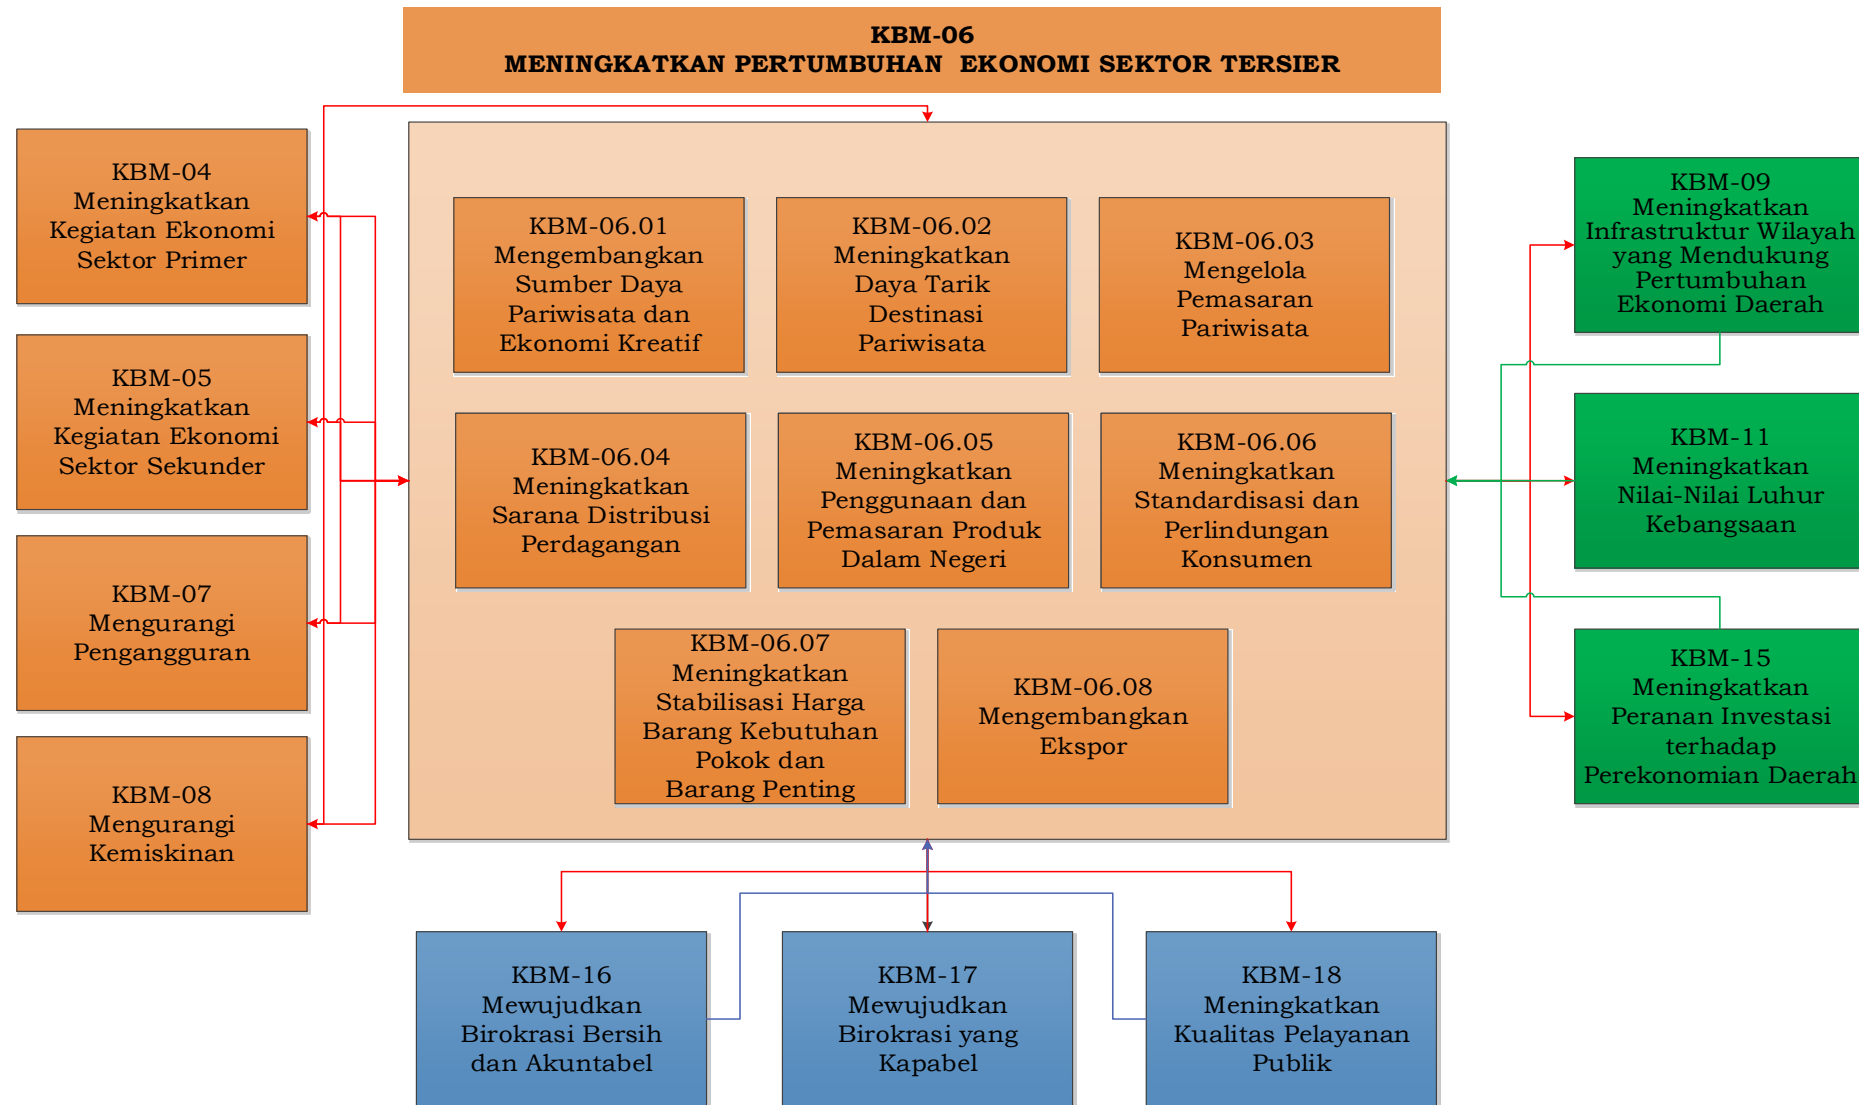 KBM-06
MENINGKATKAN PERTUMBUHAN EKONOMI SEKTOR TERSIER
KBM-04
Meningkatkan
Kegiatan Ekonomi
Sektor Primer
KBM-05
Meningkatkan
Kegiatan Ekonomi
Sektor Sekunder
KBM-07
Mengurangi
Pengangguran
KBM-08
Mengurangi
Kemiskinan
KBM-06.01
Mengembangkan
Sumber Daya
Pariwisata dan
Ekonomi Kreatif
KBM-06.02
Meningkatkan
Daya Tarik
Destinasi
Pariwisata
KBM-06.03
Mengelola
Pemasaran
Pariwisata
KBM-06.04
Meningkatkan
Sarana Distribusi
Perdagangan
KBM-06.05
Meningkatkan
Penggunaan dan
Pemasaran Produk
Dalam Negeri
KBM-06.06
Meningkatkan
Standardisasi dan
Perlindungan
Konsumen
KBM-06.07
Meningkatkan
Stabilisasi Harga
Barang Kebutuhan
Pokok dan
Barang Penting
KBM-06.08
Mengembangkan
Ekspor
KBM-09
Meningkatkan
Infrastruktur Wilayah
yang Mendukung
Pertumbuhan
Ekonomi Daerah
KBM-11
Meningkatkan
Nilai-Nilai Luhur
Kebangsaan
KBM-15
Meningkatkan
Peranan Investasi
terhadap
Perekonomian Daerah
KBM-16
Mewujudkan
Birokrasi Bersih
dan Akuntabel
KBM-17
Mewujudkan
Birokrasi yang
Kapabel
KBM-18
Meningkatkan
Kualitas Pelayanan
Publik